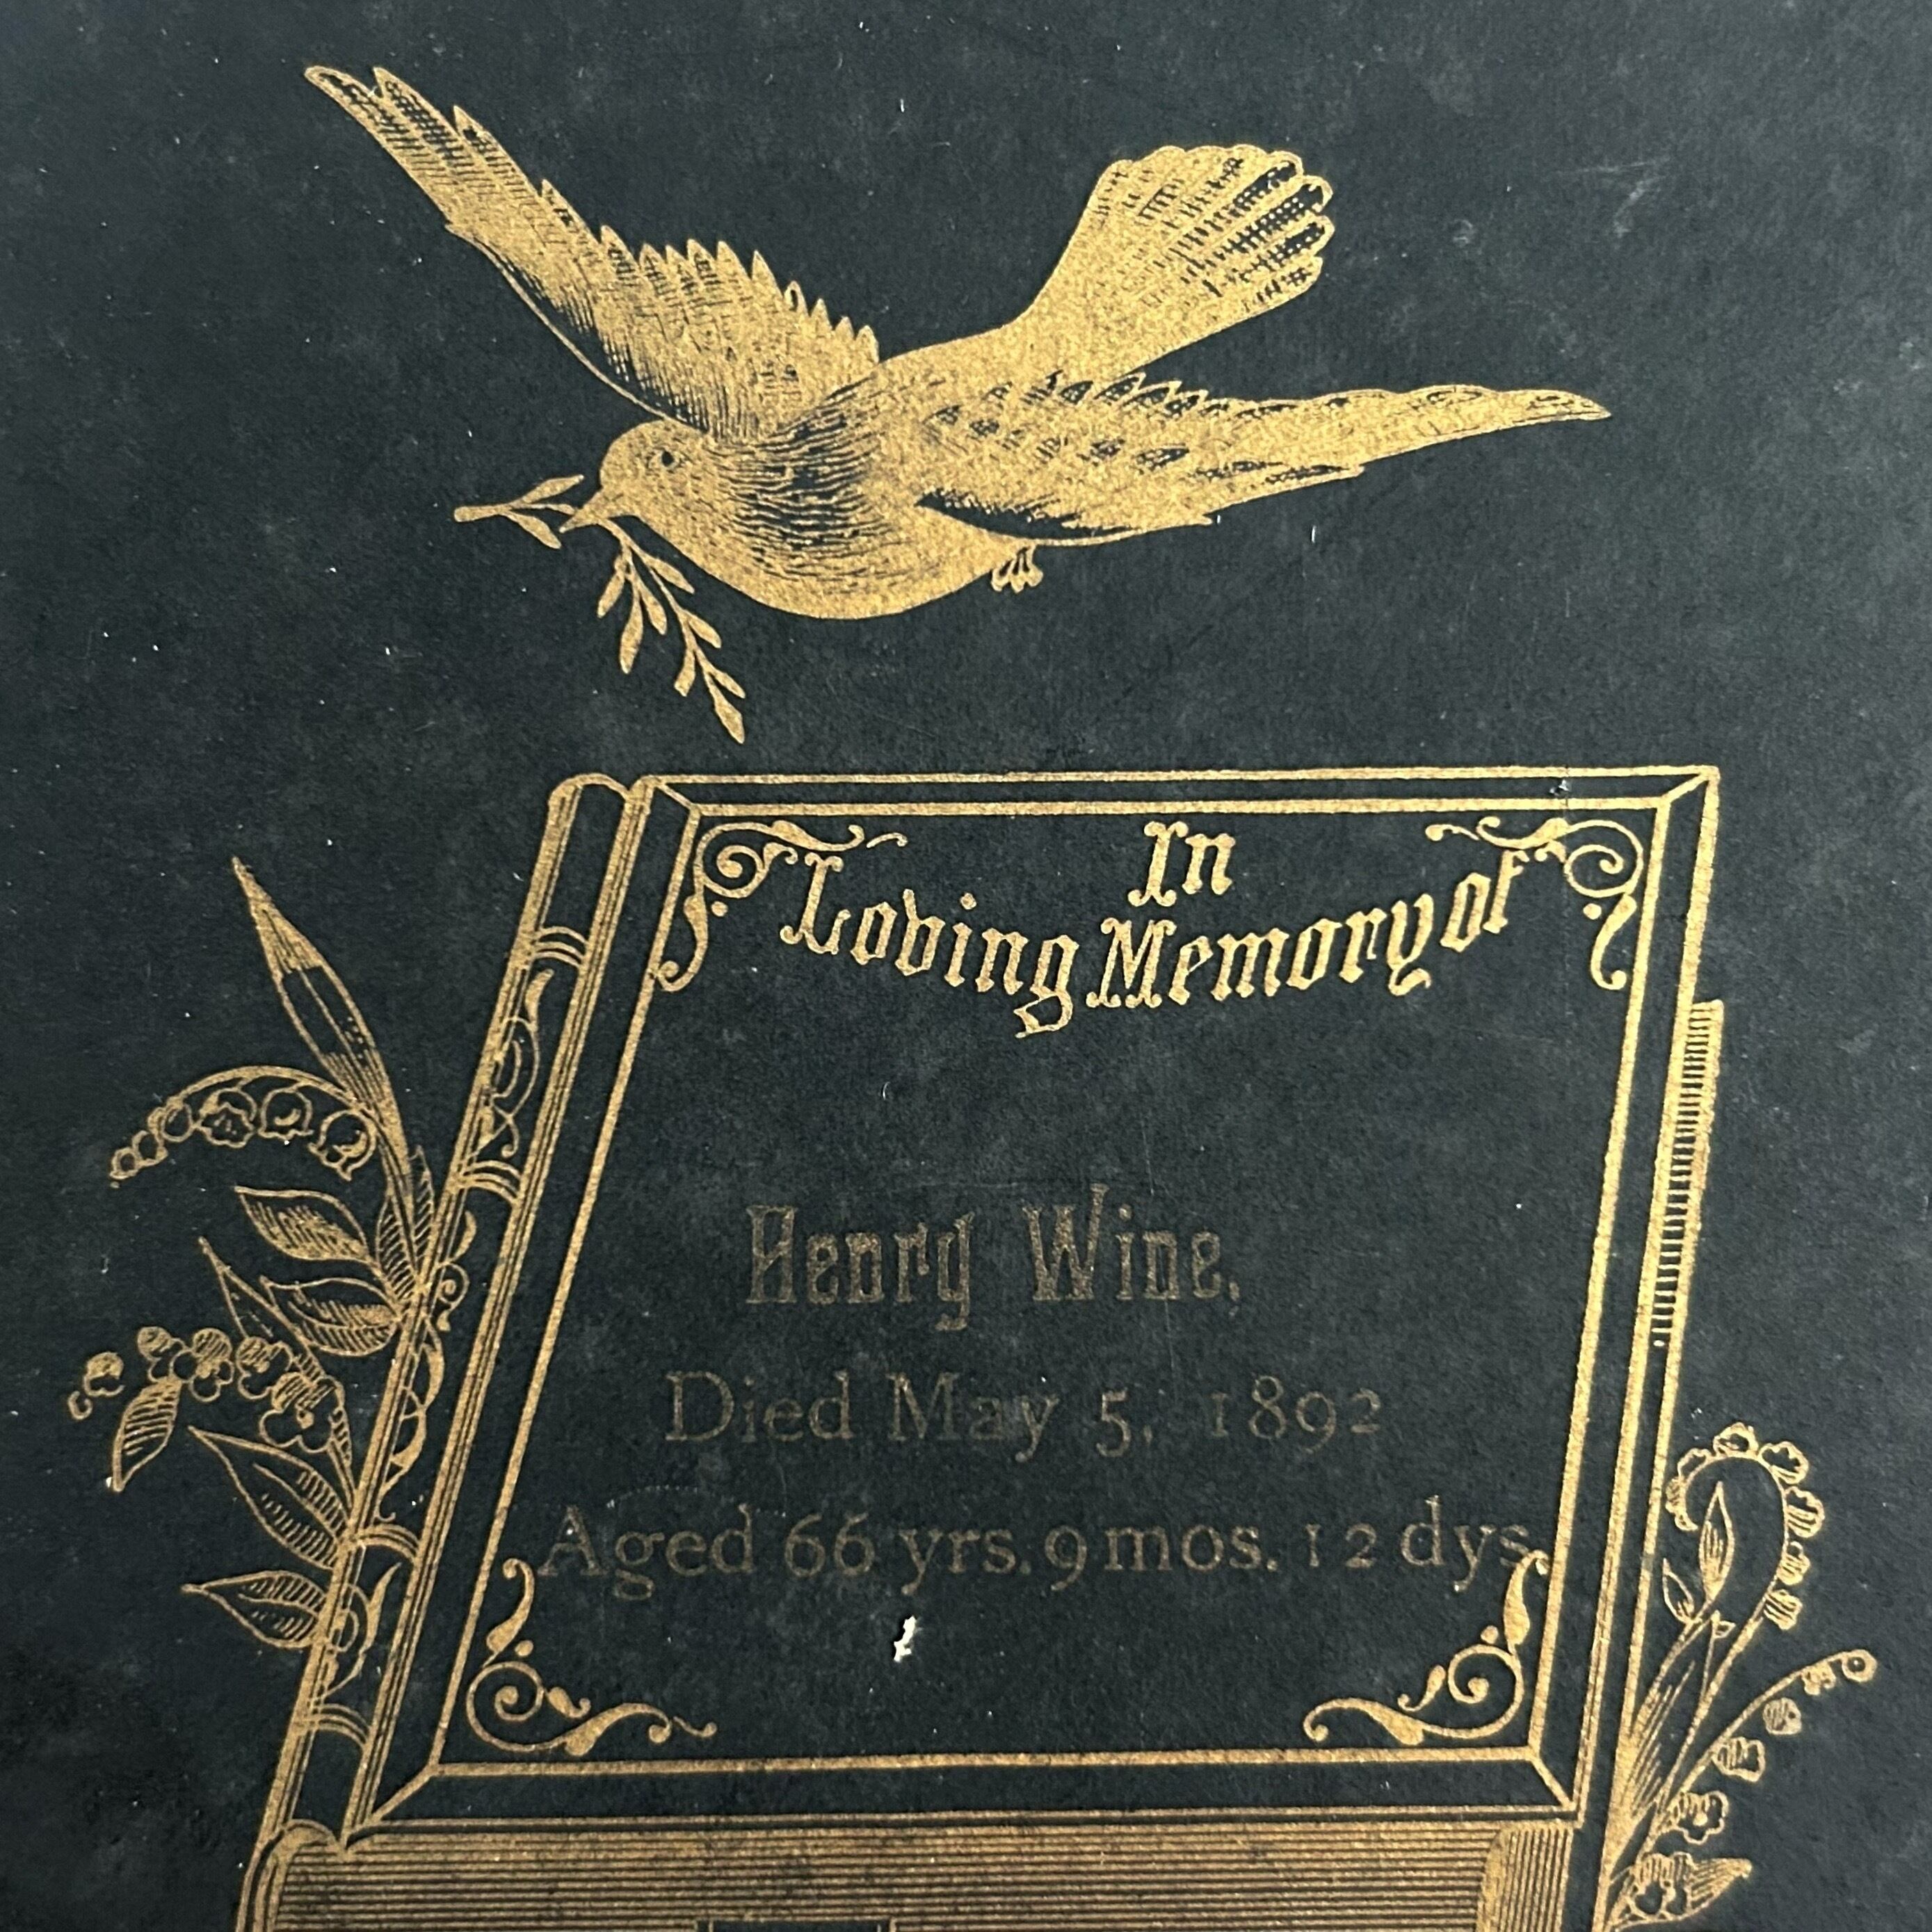 In
Loving Memory of
Henry Wine.
Died May 5, 1892
Aged 66 yrs. 9 mos. 12 dys.